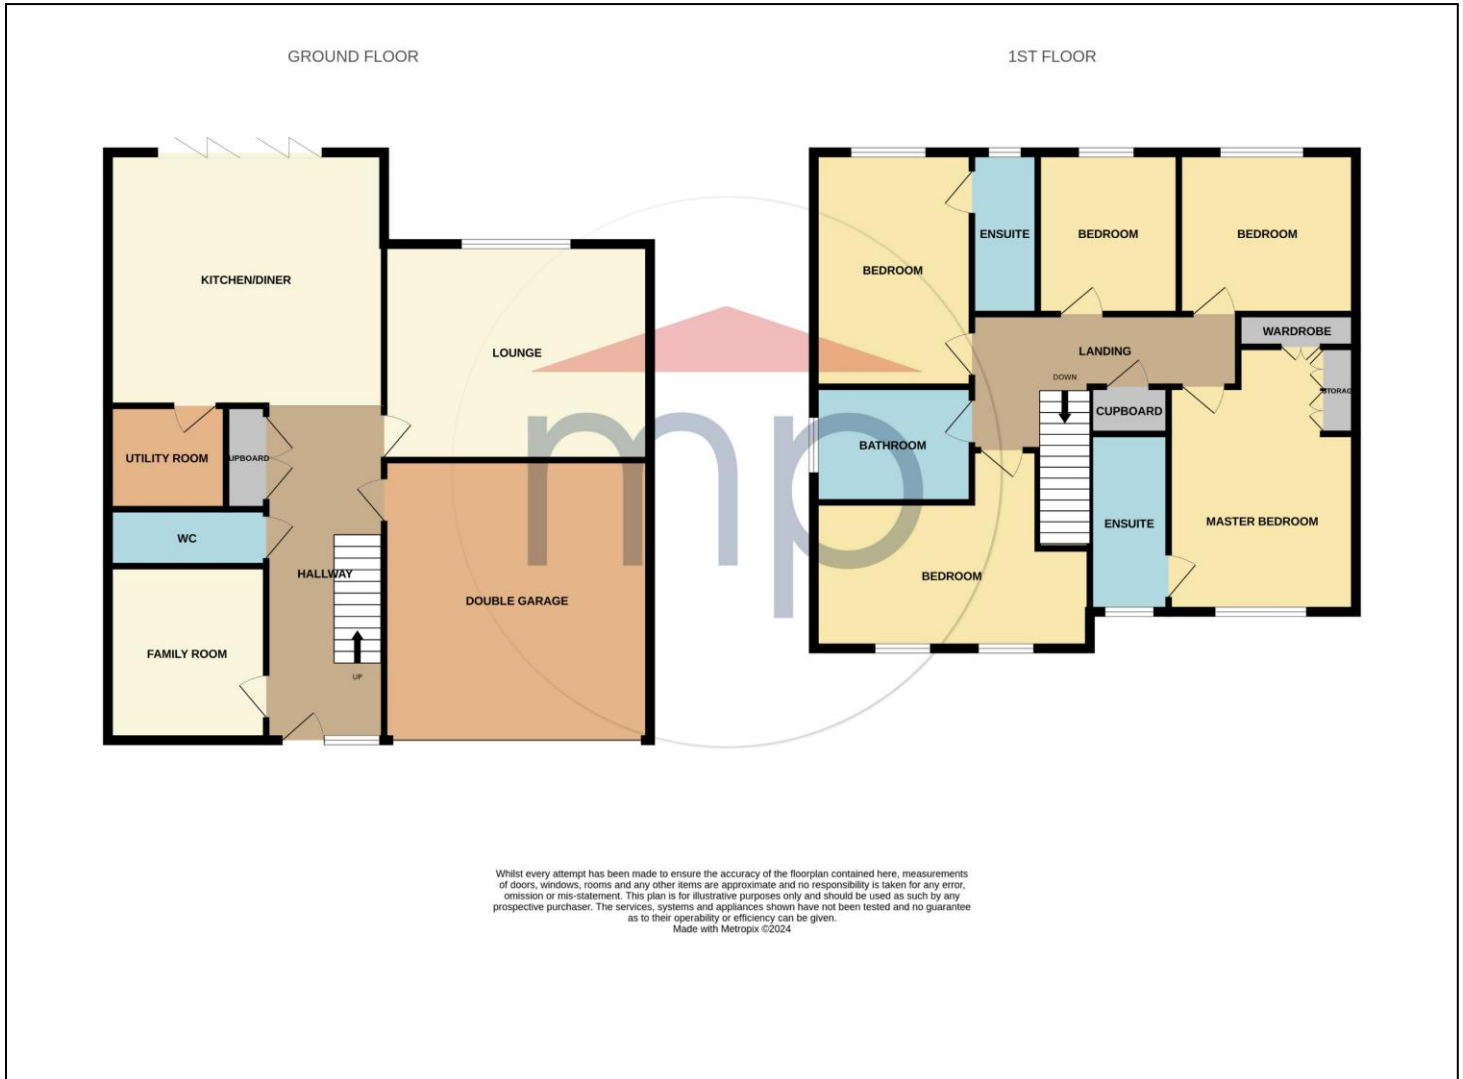 GROUND FLOOR
1ST FLOOR
KITCHEN/DINER
LOUNGE
UTILITY ROOM
UPBOARD
WC
HALLWAY
DOUBLE GARAGE
FAMILY ROOM
UP
ENSUITE
BEDROOM
BEDROOM
BEDROOM
WARDROBE
LANDING
DOWN
STORAG
CUPBOARD
BATHROOM
ENSUITE
MASTER BEDROOM
BEDROOM
mp
Whilst every attempt has been made to ensure the accuracy of the floorplan contained here, measurements
of doors, windows, rooms and any other items are approximate and no responsibility is taken for any error,
omission or mis-statement. This plan is for illustrative purposes only and should be used as such by any
prospective purchaser. The services, systems and appliances shown have not been tested and no guarantee
as to their operability or efficiency can be given.
Made with Metropix ©2024